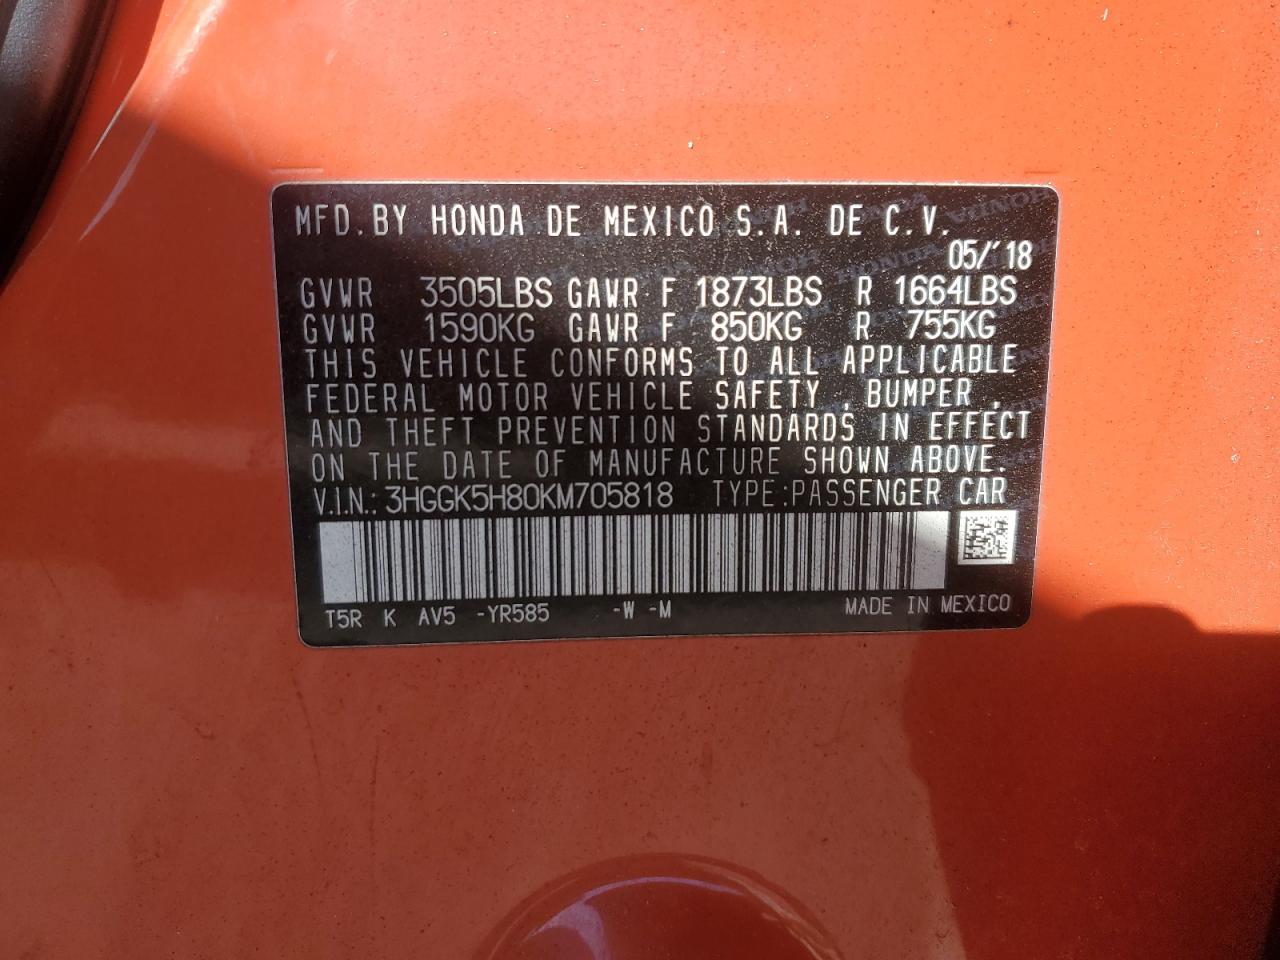 MFD. BY HONDA DE MEXICO S.A. DE C.V.
05/'18
GVWR 3505LBS GAWR F 1873LBS R 1664LBS
GVWR 1590KG GAWR F 850KG R 755KG
THIS VEHICLE CONFORMS TO ALL APPLICABLE
FEDERAL MOTOR VEHICLE SAFETY, BUMPER,
AND THEFT PREVENTION STANDARDS IN EFFECT
ON THE DATE OF MANUFACTURE SHOWN ABOVE.
V.I.N.: 3HGGK5H80KM705818 TYPE:PASSENGER CAR
T5R K AV5 -YR585 -W -M MADE IN MEXICO